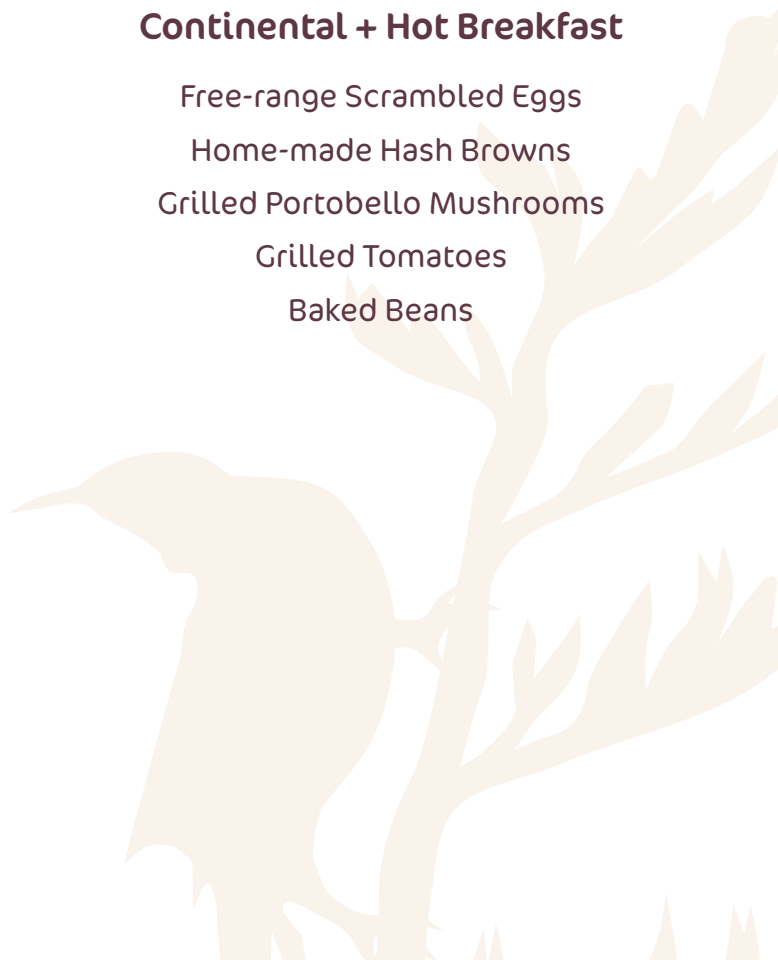 Continental + Hot Breakfast
Free-range Scrambled Eggs
Home-made Hash Browns
Grilled Portobello Mushrooms
Grilled Tomatoes
Baked Beans